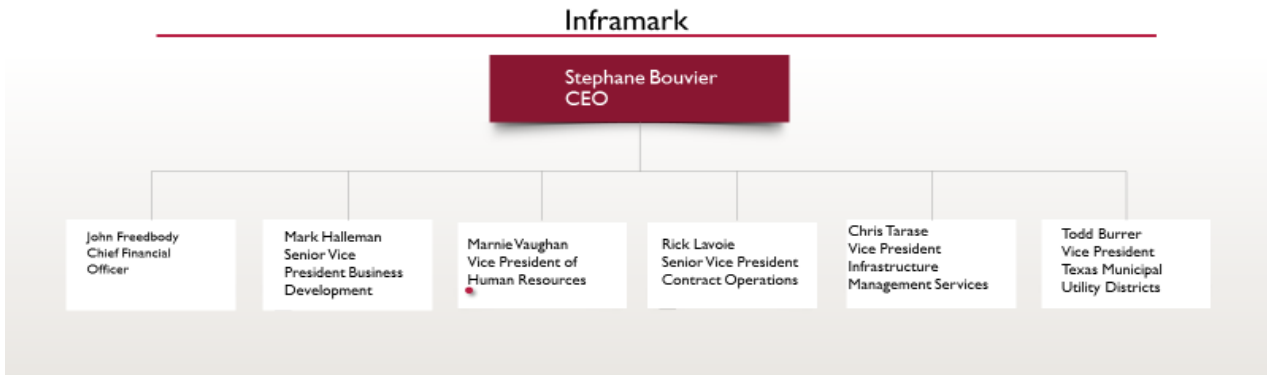 Inframark
Stephane Bouvier
CEO
John Freedbody
Chief Financial
Officer
Mark Halleman
Senior Vice
President Business
Development
Marnie Vaughan
Vice President of
Human Resources
Rick Lavoie
Senior Vice President
Contract Operations
Chris Tarase
Vice President
Infrastructure
Management Services
Todd Burrer
Vice President
Texas Municipal
Utility Districts